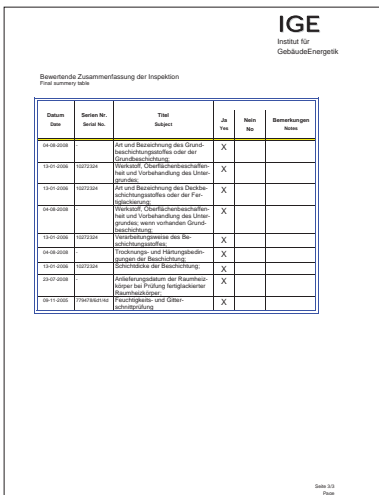 IGE
Institut für
GebäudeEnergetik
Bewertende Zusammenfassung der Inspektion
Final summery table
Datum Serien Nr. Titel Ja Nein Bemerkungen
Date Serial No. Subject Yes No Notes
04-08-2008 - Art und Bezeichnung des Grund- X
beschichtungsstoffes oder der
Grundbeschichtung;
13-01-2006 10272324 Werkstoff, Oberflächenbeschaffen- X
heit und Vorbehandlung des Unter-
grundes;
13-01-2006 10272324 Art und Bezeichnung des Deckbe- X
schichtungsstoffes oder der Fer-
tiglackierung;
04-08-2008 - Werkstoff, Oberflächenbeschaffen- X
heit und Vorbehandlung des Unter-
grundes; wenn vorhanden Grund-
beschichtung;
13-01-2006 10272324 Verarbeitungsweise des Be- X
schichtungsstoffes;
04-08-2008 - Trocknungs- und Härtungsbedin- X
gungen der Beschichtung;
13-01-2006 10272324 Schichtdicke der Beschichtung; X
23-07-2008 - Anlieferungsdatum der Raumheiz- X
körper bei Prüfung fertiglackierter
Raumheizkörper;
09-11-2005 Feuchtigkeits- und Gitter- X
schnittprüfung
Seite 3/3
Page